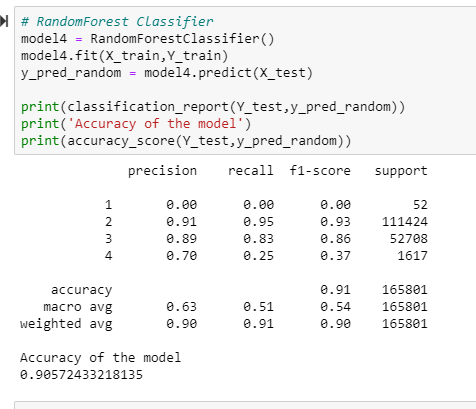 # RandomForest Classifier
model4 = RandomForestClassifier()
model4.fit(X_train,Y_train)
y_pred_random = model4.predict(X_test)
print(classification_report(Y_test,y_pred_random))
print('Accuracy of the model')
print(accuracy_score(Y_test,y_pred_random))
precision recall f1-score support
1 0.00 0.00 0.00 52
2 0.91 0.95 0.93 111424
3 0.89 0.83 0.86 52708
4 0.70 0.25 0.37 1617
accuracy 0.91 165801
macro avg 0.63 0.51 0.54 165801
weighted avg 0.90 0.91 0.90 165801
Accuracy of the model
0.90572433218135